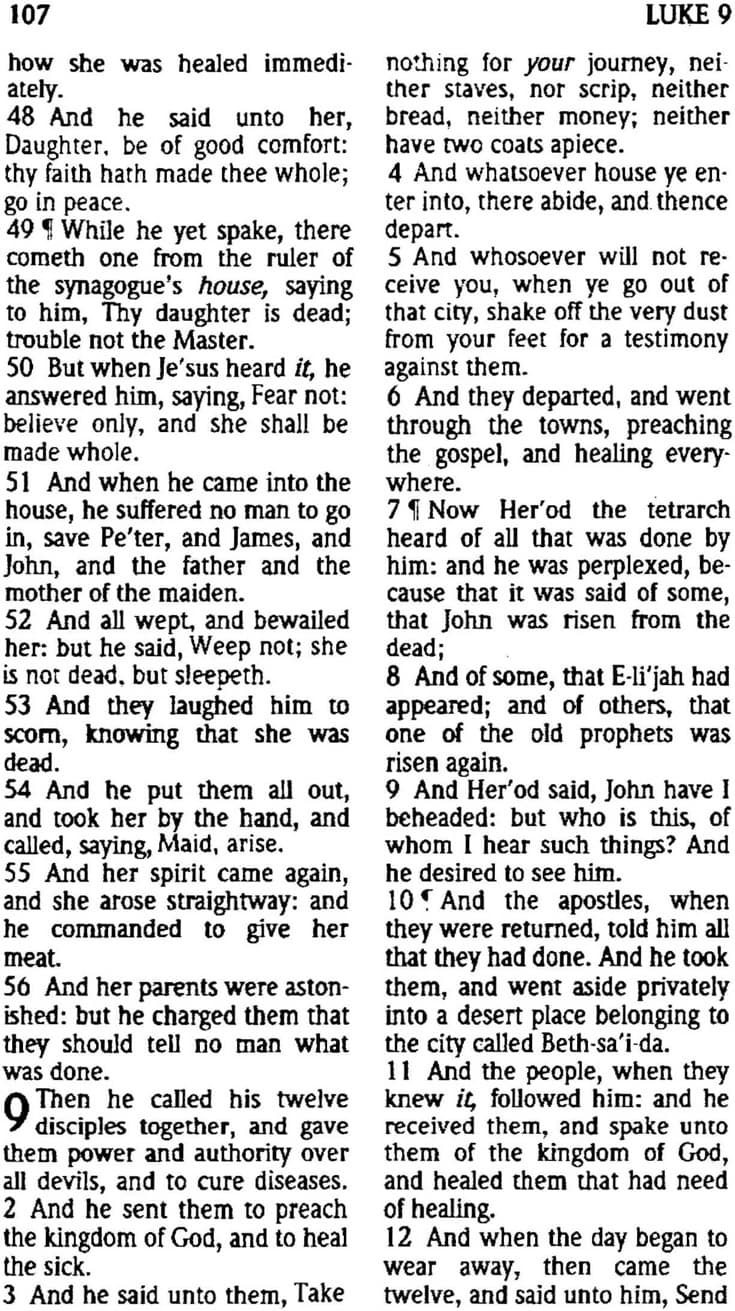 107
LUKE 9
how she was healed immedi-
ately.
48 And he said unto her,
Daughter, be of good comfort:
thy faith hath made thee whole;
go in peace.
49 ¶ While he yet spake, there
cometh one from the ruler of
the synagogue's house, saying
to him, Thy daughter is dead;
trouble not the Master.
50 But when Je′sus heard it, he
answered him, saying, Fear not:
believe only, and she shall be
made whole.
51 And when he came into the
house, he suffered no man to go
in, save Pe′ter, and James, and
John, and the father and the
mother of the maiden.
52 And all wept, and bewailed
her: but he said, Weep not; she
is not dead, but sleepeth.
53 And they laughed him to
scorn, knowing that she was
dead.
54 And he put them all out,
and took her by the hand, and
called, saying, Maid, arise.
55 And her spirit came again,
and she arose straightway: and
he commanded to give her
meat.
56 And her parents were aston-
ished: but he charged them that
they should tell no man what
was done.
9 Then he called his twelve
disciples together, and gave
them power and authority over
all devils, and to cure diseases.
2 And he sent them to preach
the kingdom of God, and to heal
the sick.
3 And he said unto them, Take
nothing for your journey, nei-
ther staves, nor scrip, neither
bread, neither money; neither
have two coats apiece.
4 And whatsoever house ye en-
ter into, there abide, and thence
depart.
5 And whosoever will not re-
ceive you, when ye go out of
that city, shake off the very dust
from your feet for a testimony
against them.
6 And they departed, and went
through the towns, preaching
the gospel, and healing every-
where.
7 ¶ Now Her′od the tetrarch
heard of all that was done by
him: and he was perplexed, be-
cause that it was said of some,
that John was risen from the
dead;
8 And of some, that E-li′jah had
appeared; and of others, that
one of the old prophets was
risen again.
9 And Her′od said, John have I
beheaded: but who is this, of
whom I hear such things? And
he desired to see him.
10 ¶ And the apostles, when
they were returned, told him all
that they had done. And he took
them, and went aside privately
into a desert place belonging to
the city called Beth-sa′i-da.
11 And the people, when they
knew it, followed him: and he
received them, and spake unto
them of the kingdom of God,
and healed them that had need
of healing.
12 And when the day began to
wear away, then came the
twelve, and said unto him, Send